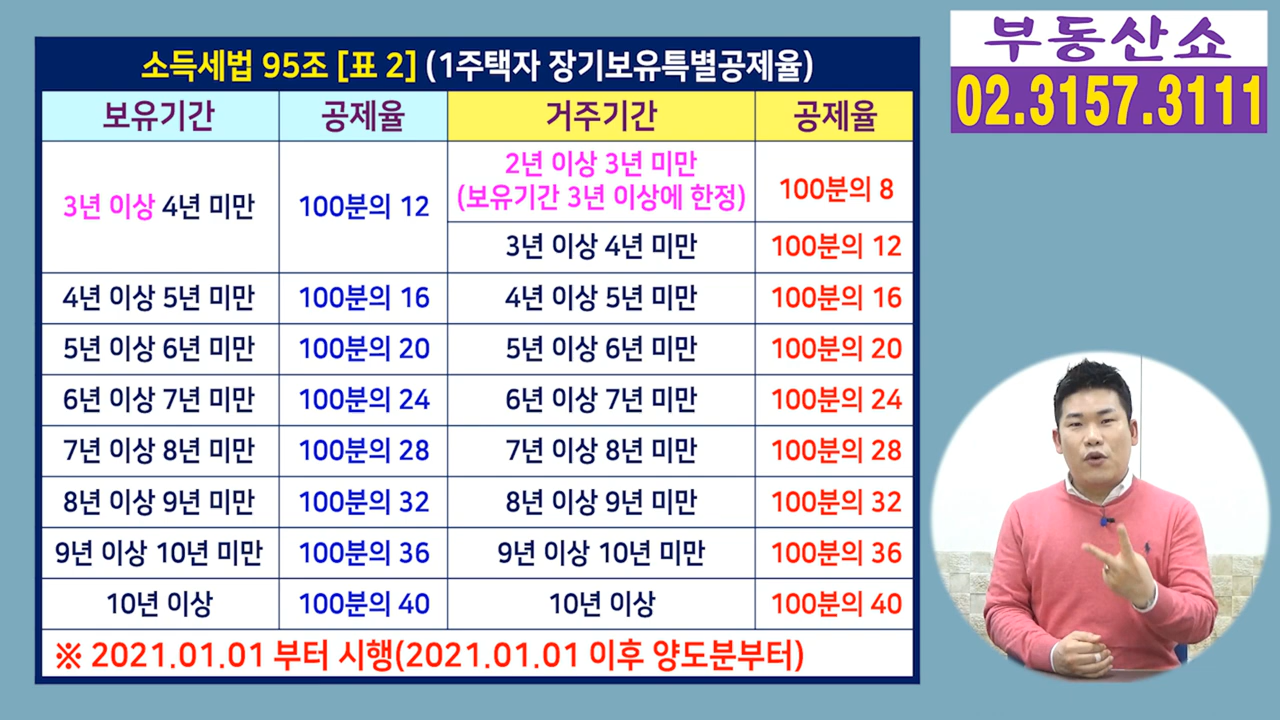 소득세법 95조 [표 2] (1주택자 장기보유특별공제율)
부동산쇼
02.3157.3111
보유기간 공제율 거주기간 공제율
3년 이상 4년 미만 100분의 12
2년 이상 3년 미만
(보유기간 3년 이상에 한정)
100분의 8
3년 이상 4년 미만 100분의 12
4년 이상 5년 미만 100분의 16 4년 이상 5년 미만 100분의 16
5년 이상 6년 미만 100분의 20 5년 이상 6년 미만 100분의 20
6년 이상 7년 미만 100분의 24 6년 이상 7년 미만 100분의 24
7년 이상 8년 미만 100분의 28 7년 이상 8년 미만 100분의 28
8년 이상 9년 미만 100분의 32 8년 이상 9년 미만 100분의 32
9년 이상 10년 미만 100분의 36 9년 이상 10년 미만 100분의 36
10년 이상 100분의 40 10년 이상 100분의 40
※ 2021.01.01 부터 시행(2021.01.01 이후 양도분부터)